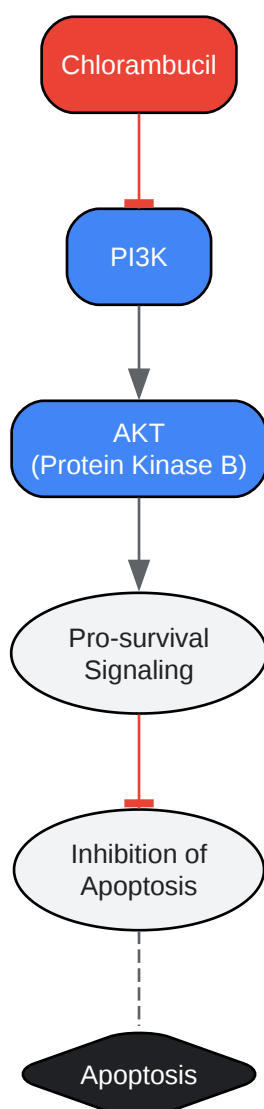 Chlorambucil
PI3K
AKT
(Protein Kinase B)
Pro-survival
Signaling
Inhibition of
Apoptosis
Apoptosis